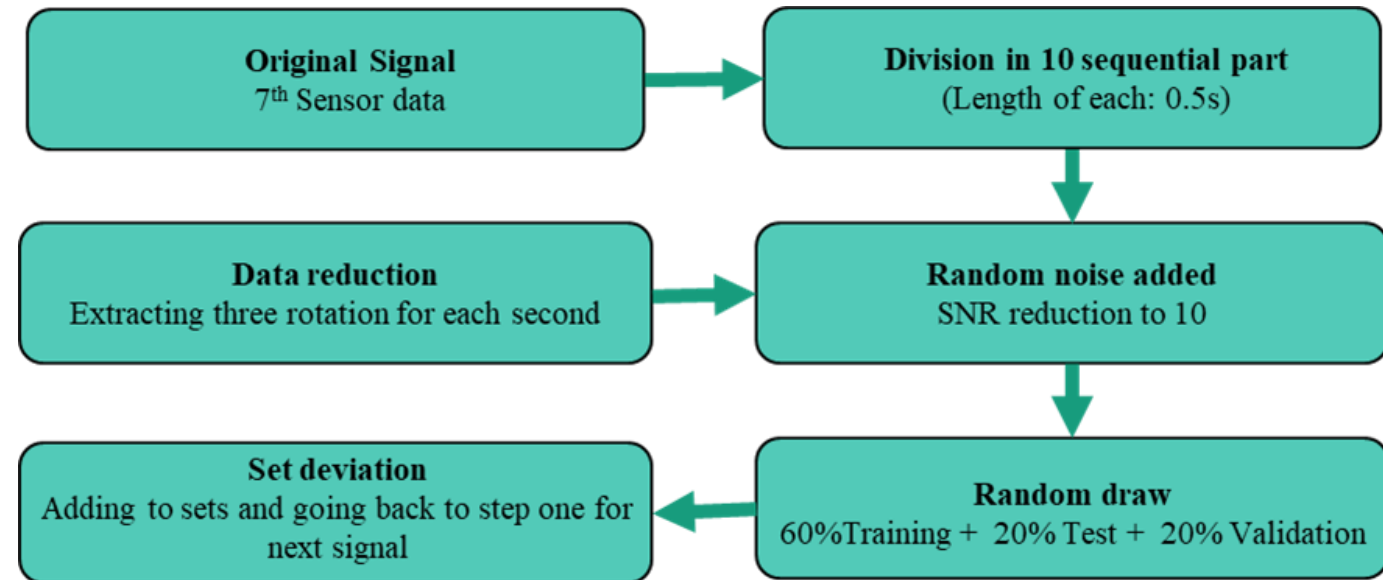 Original Signal
7th Sensor data
Division in 10 sequential part
(Length of each: 0.5s)
Data reduction
Extracting three rotation for each second
Random noise added
SNR reduction to 10
Set deviation
Adding to sets and going back to step one for
next signal
Random draw
60%Training + 20% Test + 20% Validation